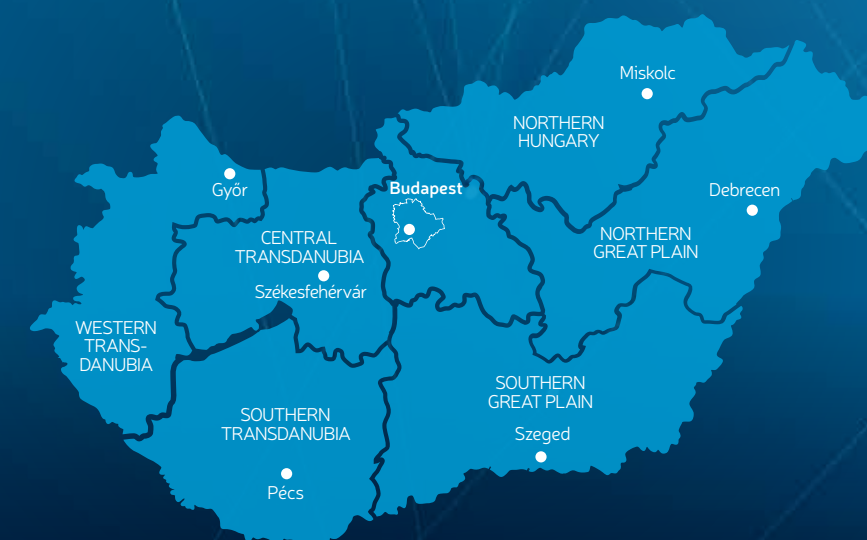 Miskolc
NORTHERN
HUNGARY
Győr
Budapest
Debrecen
CENTRAL
TRANSDANUBIA
Székesfehérvár
NORTHERN
GREAT PLAIN
WESTERN
TRANS-
DANUBIA
SOUTHERN
GREAT PLAIN
Szeged
SOUTHERN
TRANSDANUBIA
Pécs